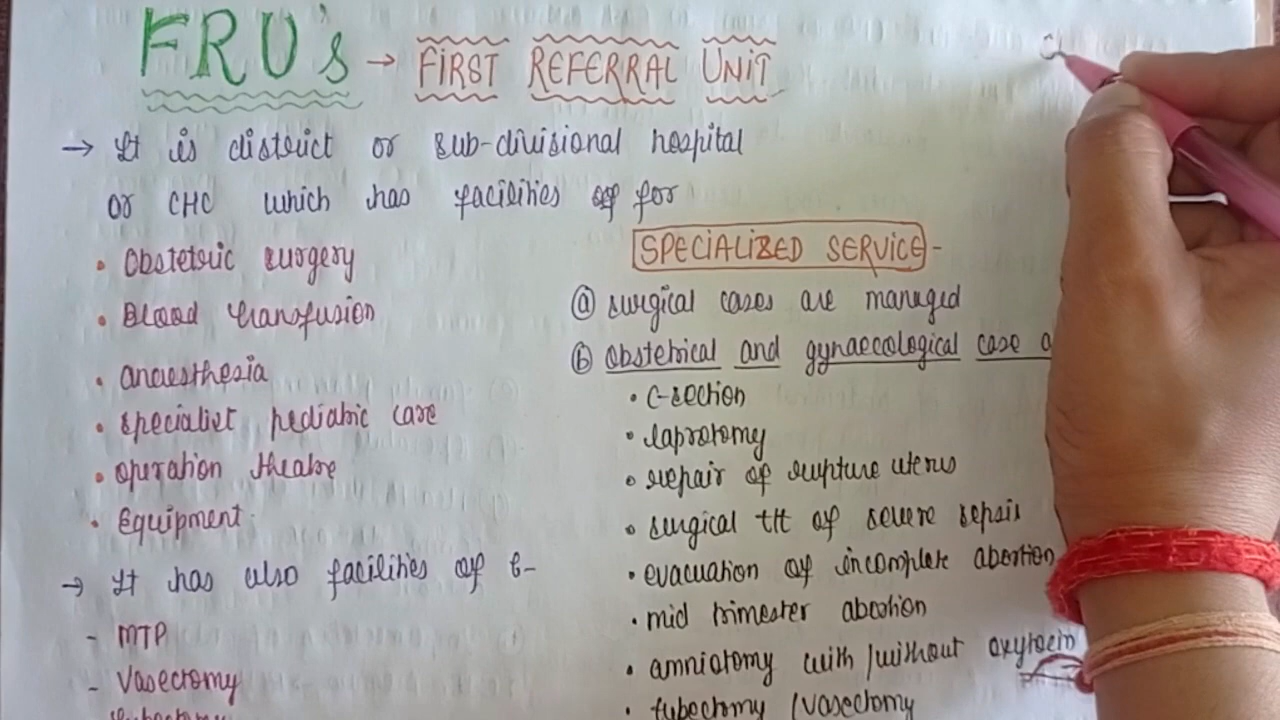 FRU's → FIRST REFERRAL UNIT
→ It is district or sub-divisional hospital
or CHC which has facilities of for
• Obstetric surgery
• Blood transfusion
• anaesthesia
• specialist pediatric care
• operation theatre
• Equipment
→ It has also facilities of :-
- MTP
- Vasectomy
SPECIALIZED SERVICE -
ⓐ surgical cases are managed
ⓑ obstetrical and gynaecological case
• C-section
• laprotomy
• repair of rupture uterus
• surgical ttt of severe sepsis
• evacuation of incomplete abortion
• mid trimester abortion
• amniotomy with/without oxytocin
• tubectomy /vasectomy